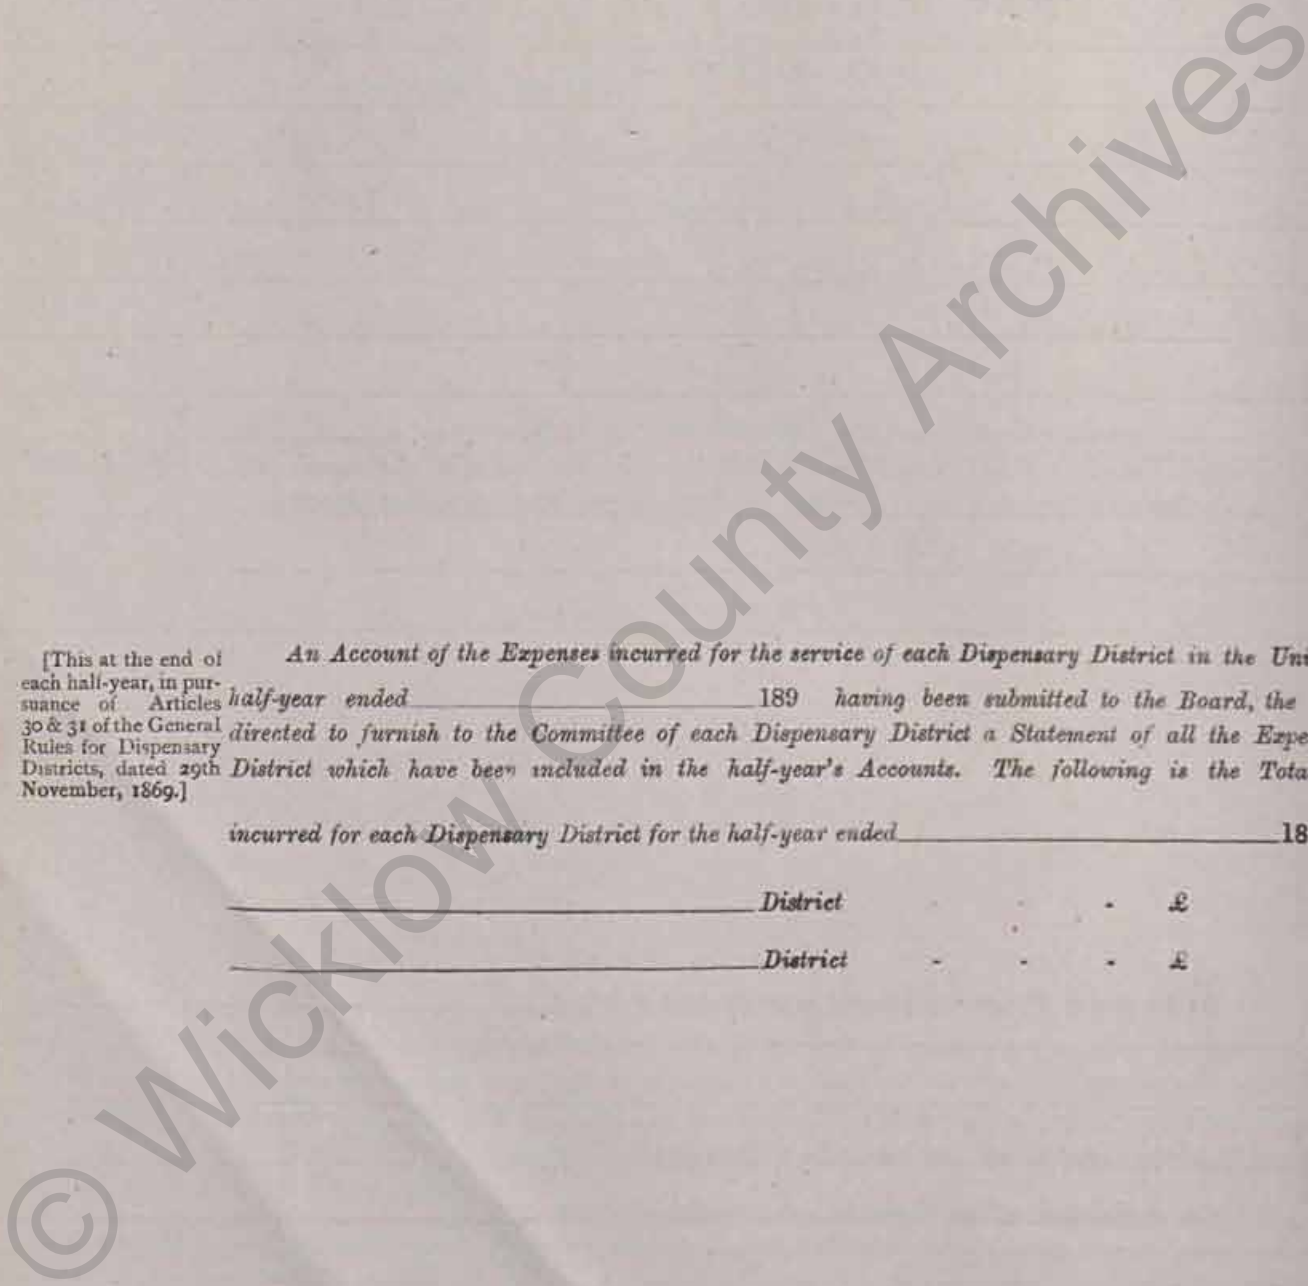 [This at the end of
each half-year, in pur-
suance of Articles
30 & 31 of the General
Rules for Dispensary
Districts, dated 29th
November, 1869.]
An Account of the Expenses incurred for the service of each Dispensary District in the Uni
half-year ended 189 having been submitted to the Board, the
directed to furnish to the Committee of each Dispensary District a Statement of all the Expe
District which have been included in the half-year's Accounts. The following is the Tota
incurred for each Dispensary District for the half-year ended 18
District - - - £
District - - - £
© Wicklow County Archives